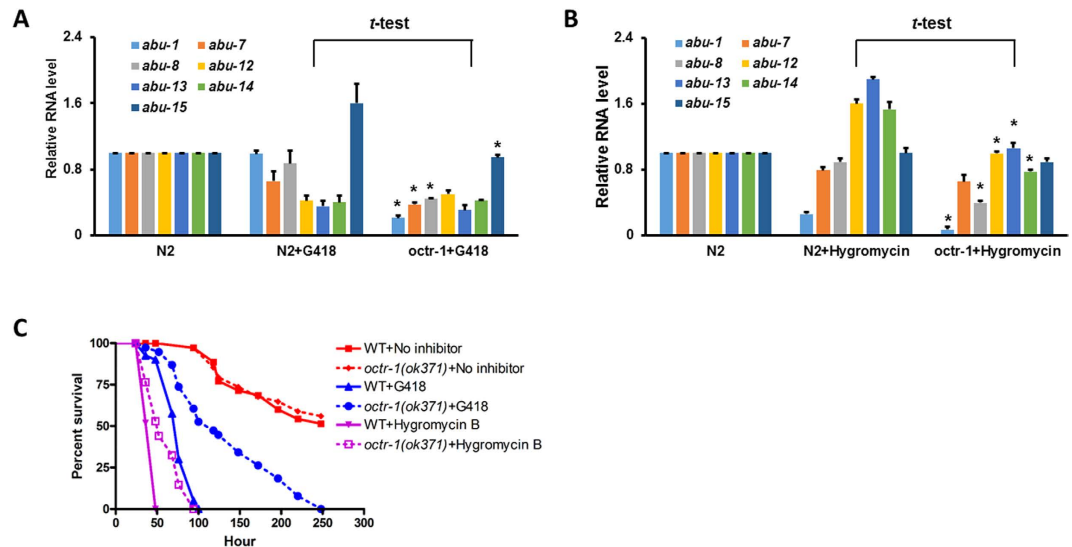 A
t-test
2.4
1.6
0.8
0
Relative RNA level
abu-1 abu-7
abu-8 abu-12
abu-13 abu-14
abu-15
* * * *
N2 N2+G418 octr-1+G418
B
t-test
2.4
1.6
0.8
0
Relative RNA level
abu-1 abu-7
abu-8 abu-12
abu-13 abu-14
abu-15
* * * * *
N2 N2+Hygromycin octr-1+Hygromycin
C
100
75
50
25
0
Percent survival
0 50 100 150 200 250 300
Hour
WT+No inhibitor
octr-1(ok371)+No inhibitor
WT+G418
octr-1(ok371)+G418
WT+Hygromycin B
octr-1(ok371)+Hygromycin B